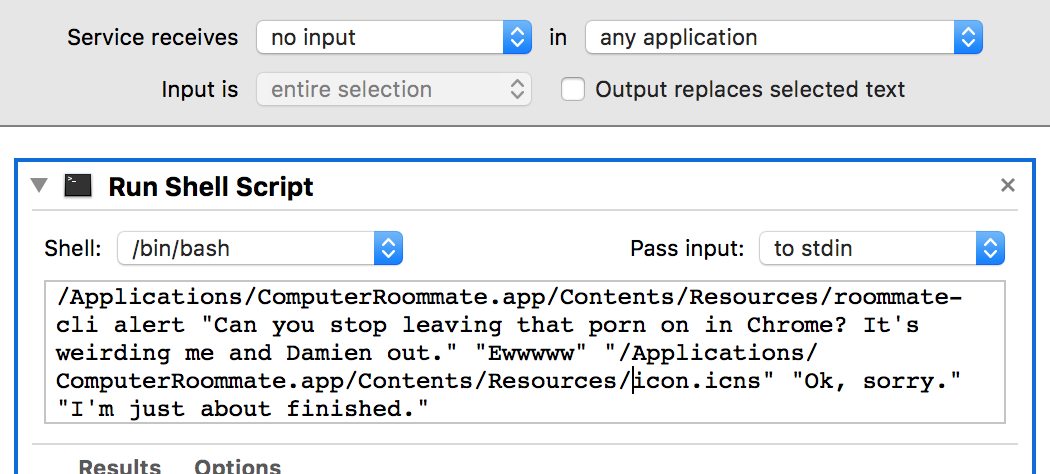 Service receives no input in any application
Input is entire selection Output replaces selected text
Run Shell Script
Shell: /bin/bash Pass input: to stdin
/Applications/ComputerRoommate.app/Contents/Resources/roommate-
cli alert "Can you stop leaving that porn on in Chrome? It's
weirding me and Damien out." "Ewwwww" "/Applications/
ComputerRoommate.app/Contents/Resources/icon.icns" "Ok, sorry."
"I'm just about finished."
Results Options